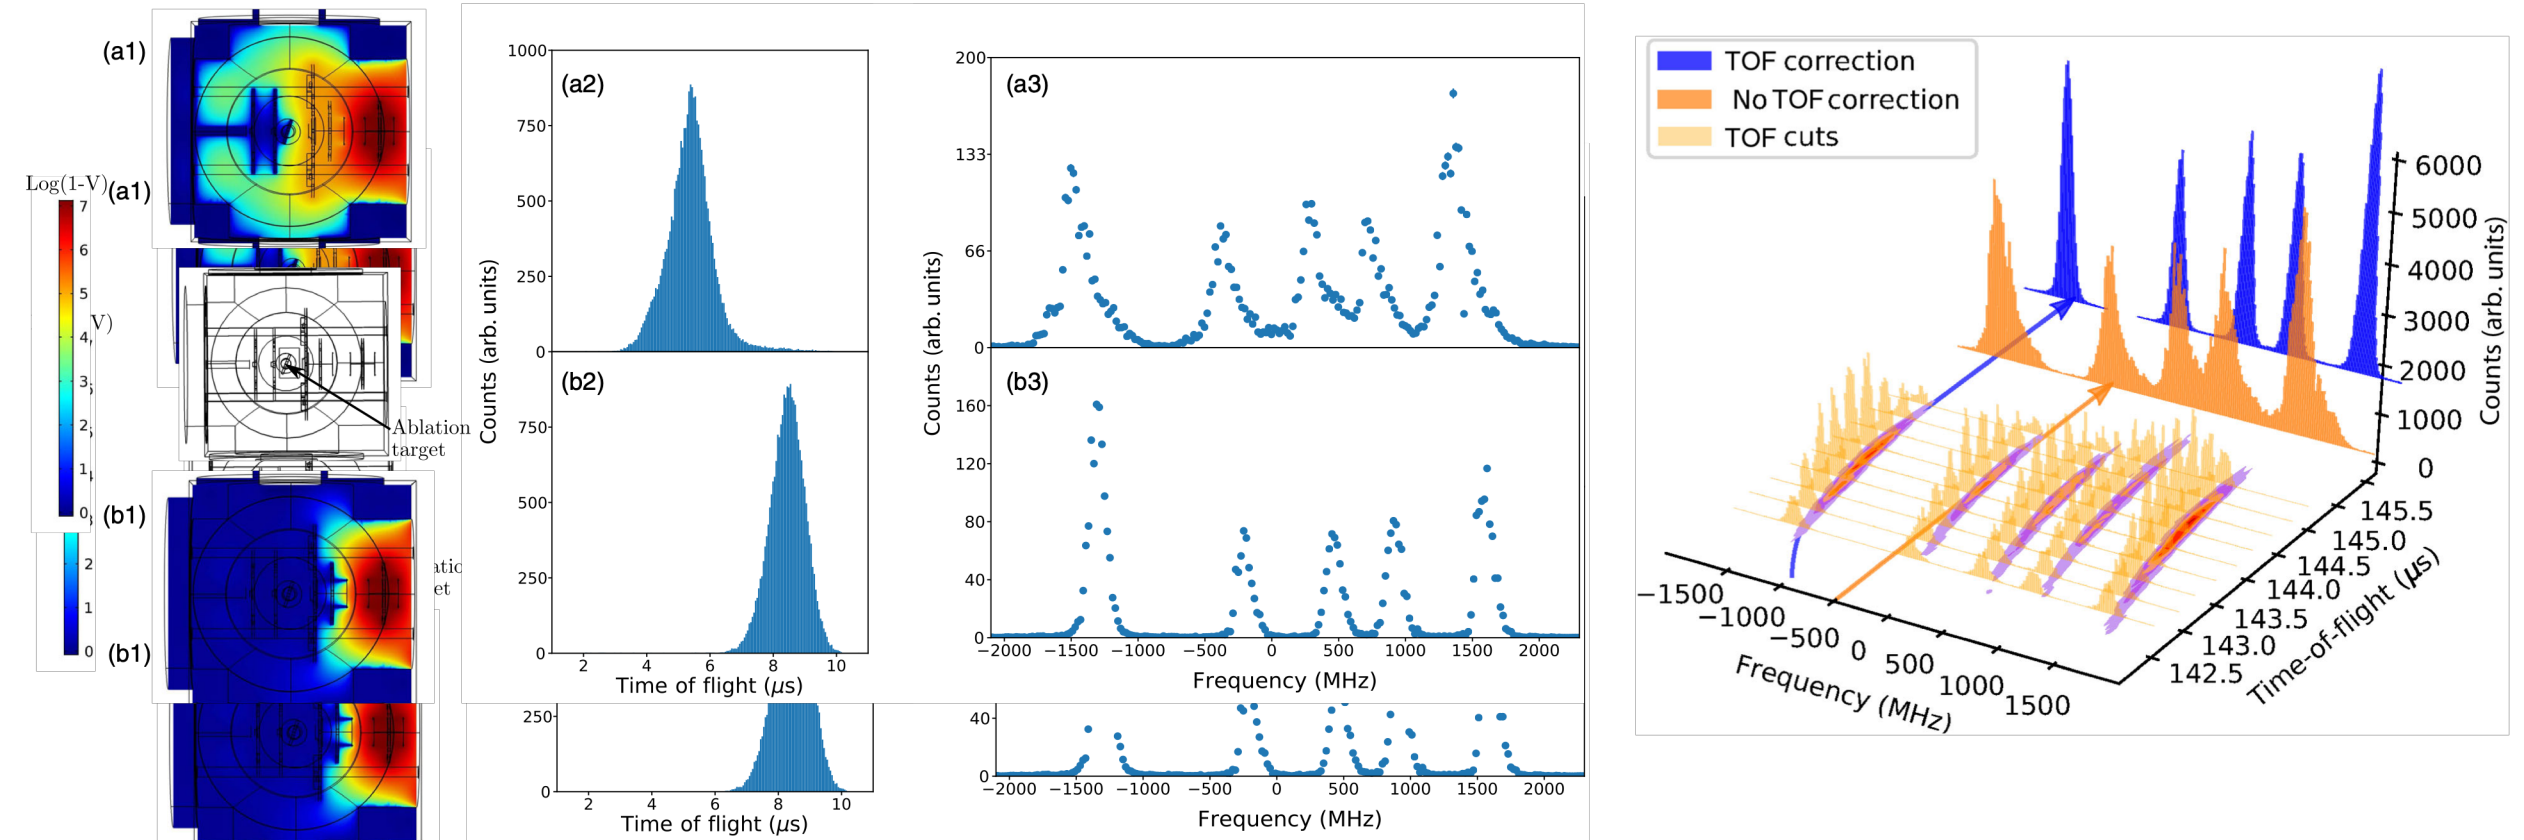 (a1)
Log(1-V)
(a1)
7
6
5
4
V)
3
2
1
0
3
2
1
0
Ablation
target
(b1)
et
(b1)
1000
750
500
250
0
(a2)
Counts (arb. units)
(b2)
750
500
250
0
2 4 6 8 10
Time of flight (μs)
250
0
2 4 6 8 10
Time of flight (μs)
200
133
66
0
(a3)
Counts (arb. units)
(b3)
160
120
80
40
0
−2000 −1500 −1000 −500 0 500 1000 1500 2000
Frequency (MHz)
40
0
−2000 −1500 −1000 −500 0 500 1000 1500 2000
Frequency (MHz)
TOF correction
No TOF correction
TOF cuts
6000
5000
4000
3000
2000
1000
0
Counts (arb. units)
145.5
145.0
144.5
144.0
143.5
143.0
142.5
Time-of-flight (μs)
−1500
−1000
−500
0
500
1000
1500
Frequency (MHz)